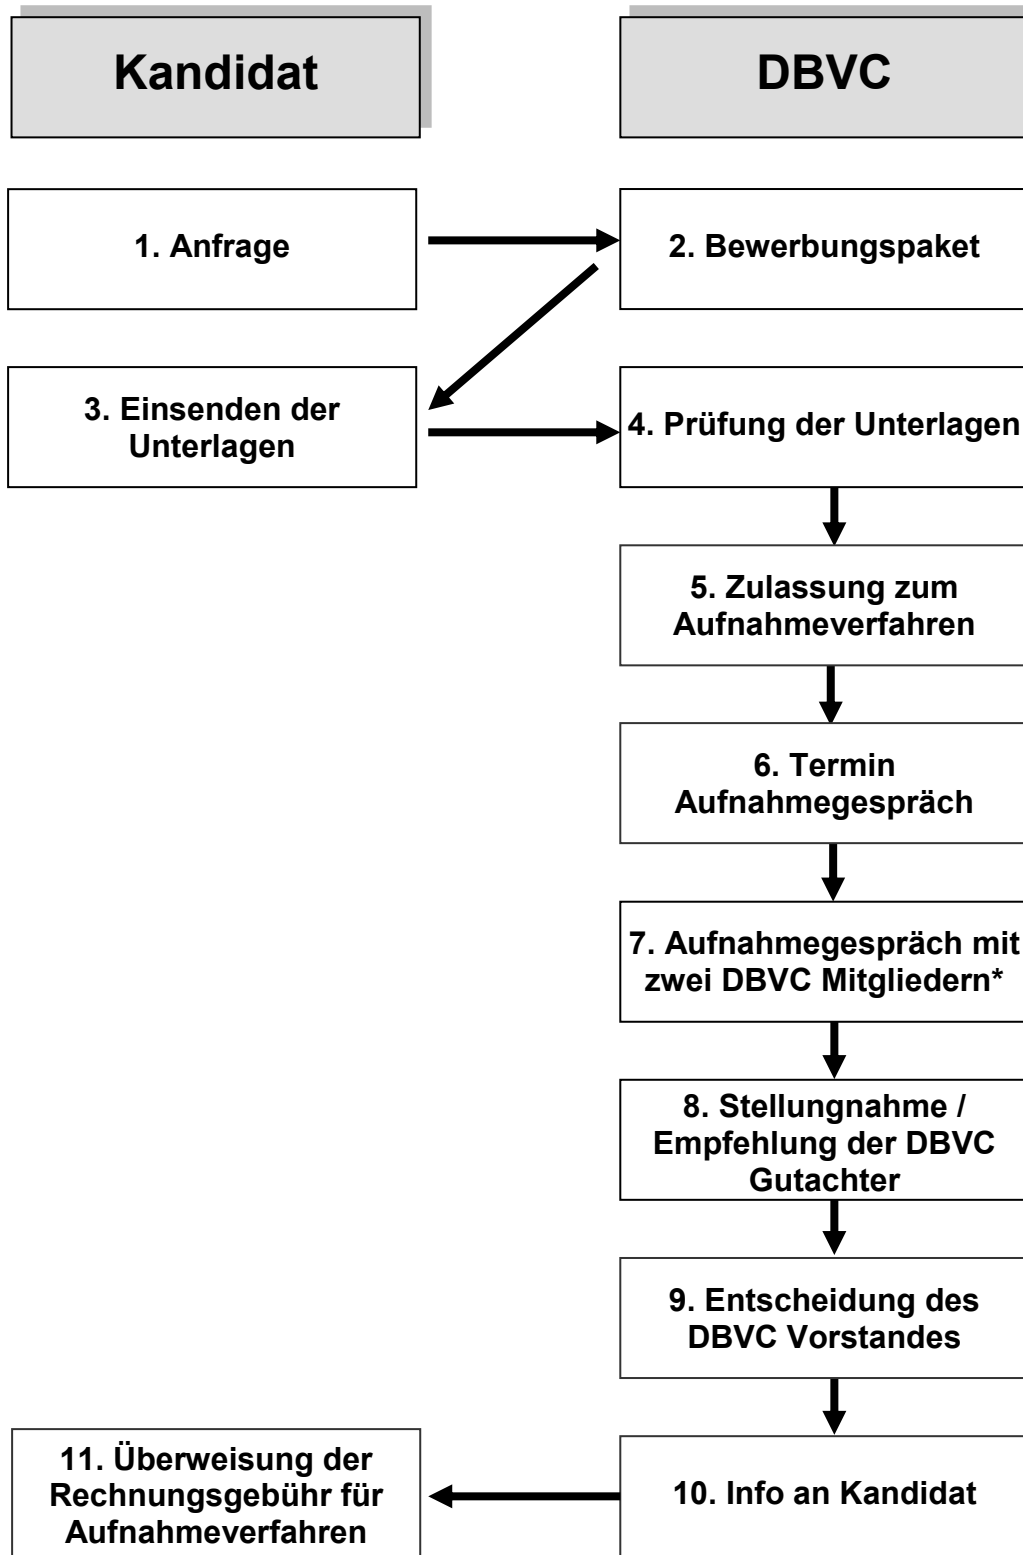 Kandidat
DBVC
1. Anfrage
2. Bewerbungspaket
3. Einsenden der
Unterlagen
4. Prüfung der Unterlagen
5. Zulassung zum
Aufnahmeverfahren
6. Termin
Aufnahmegespräch
7. Aufnahmegespräch mit
zwei DBVC Mitgliedern*
8. Stellungnahme /
Empfehlung der DBVC
Gutachter
9. Entscheidung des
DBVC Vorstandes
10. Info an Kandidat
11. Überweisung der
Rechnungsgebühr für
Aufnahmeverfahren